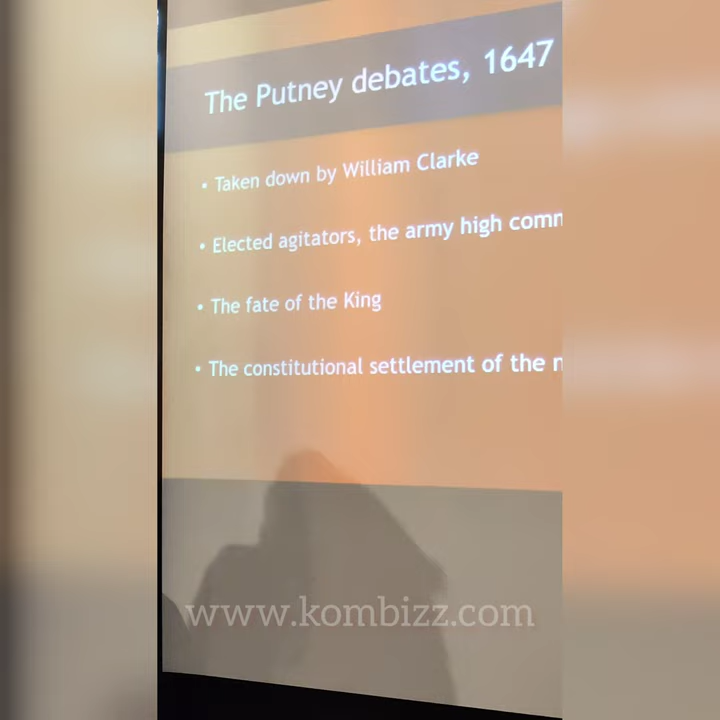 The Putney debates, 1647
• Taken down by William Clarke
• Elected agitators, the army high
• The fate of the King
• The constitutional settlement of the
www.kombizz.com